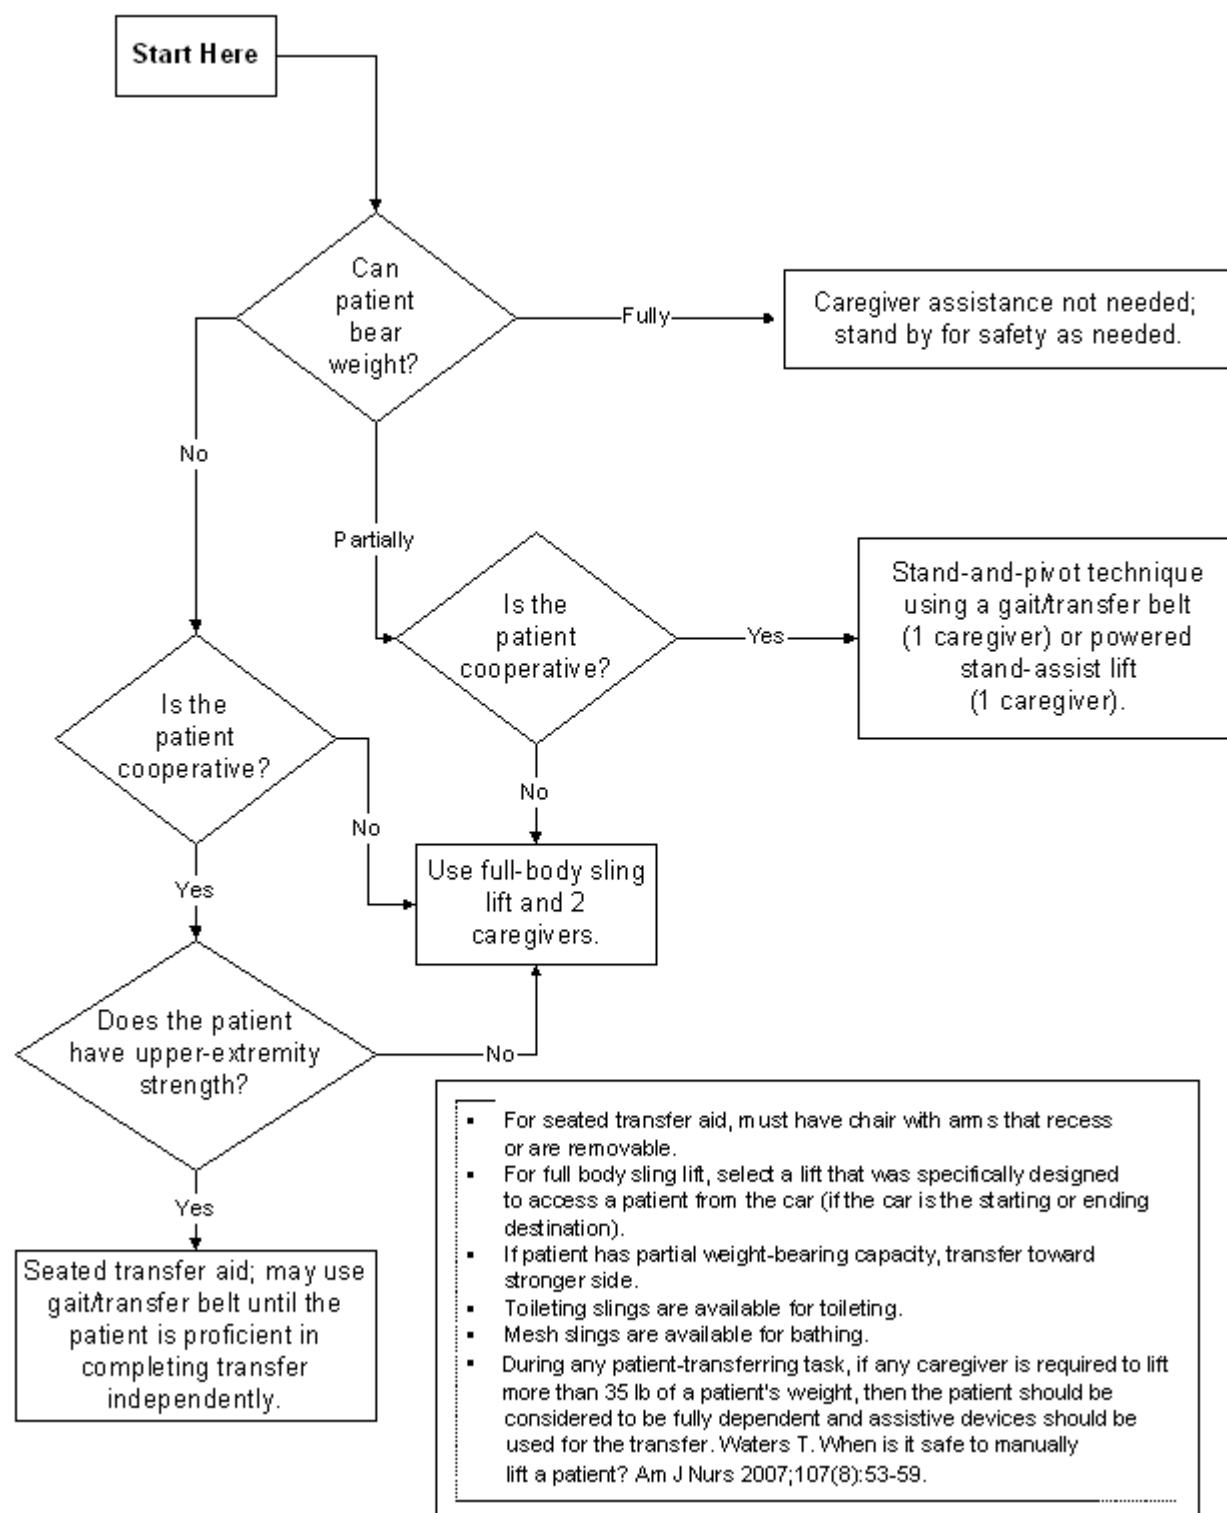 Start Here
Can
patient
bear
weight?
Fully
Caregiver assistance not needed;
stand by for safety as needed.
No
Partially
Is the
patient
cooperative?
Yes
Stand-and-pivot technique
using a gait/transfer belt
(1 caregiver) or powered
stand-assist lift
(1 caregiver).
Is the
patient
cooperative?
No
No
Use full-body sling
lift and 2
caregivers.
Yes
Does the patient
have upper-extremity
strength?
No
Yes
Seated transfer aid; may use
gait/transfer belt until the
patient is proficient in
completing transfer
independently.
▪ For seated transfer aid, must have chair with arms that recess
or are removable.
▪ For full body sling lift, select a lift that was specifically designed
to access a patient from the car (if the car is the starting or ending
destination).
▪ If patient has partial weight-bearing capacity, transfer toward
stronger side.
▪ Toileting slings are available for toileting.
▪ Mesh slings are available for bathing.
▪ During any patient-transferring task, if any caregiver is required to lift
more than 35 lb of a patient's weight, then the patient should be
considered to be fully dependent and assistive devices should be
used for the transfer. Waters T. When is it safe to manually
lift a patient? Am J Nurs 2007;107(8):53-59.